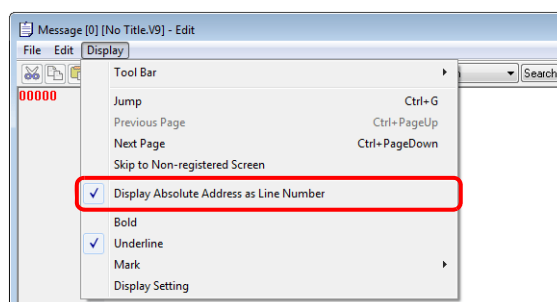 Message [0] [No Title.V9] - Edit
File Edit Display
Search
00000
Tool Bar
Jump Ctrl+G
Previous Page Ctrl+PageUp
Next Page Ctrl+PageDown
Skip to Non-registered Screen
Display Absolute Address as Line Number
Bold
Underline
Mark
Display Setting